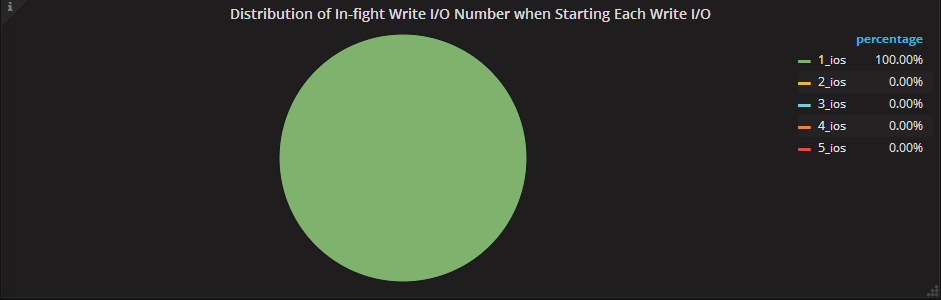 Distribution of In-fight Write I/O Number when Starting Each Write I/O
percentage
1_ios 100.00%
2_ios 0.00%
3_ios 0.00%
4_ios 0.00%
5_ios 0.00%